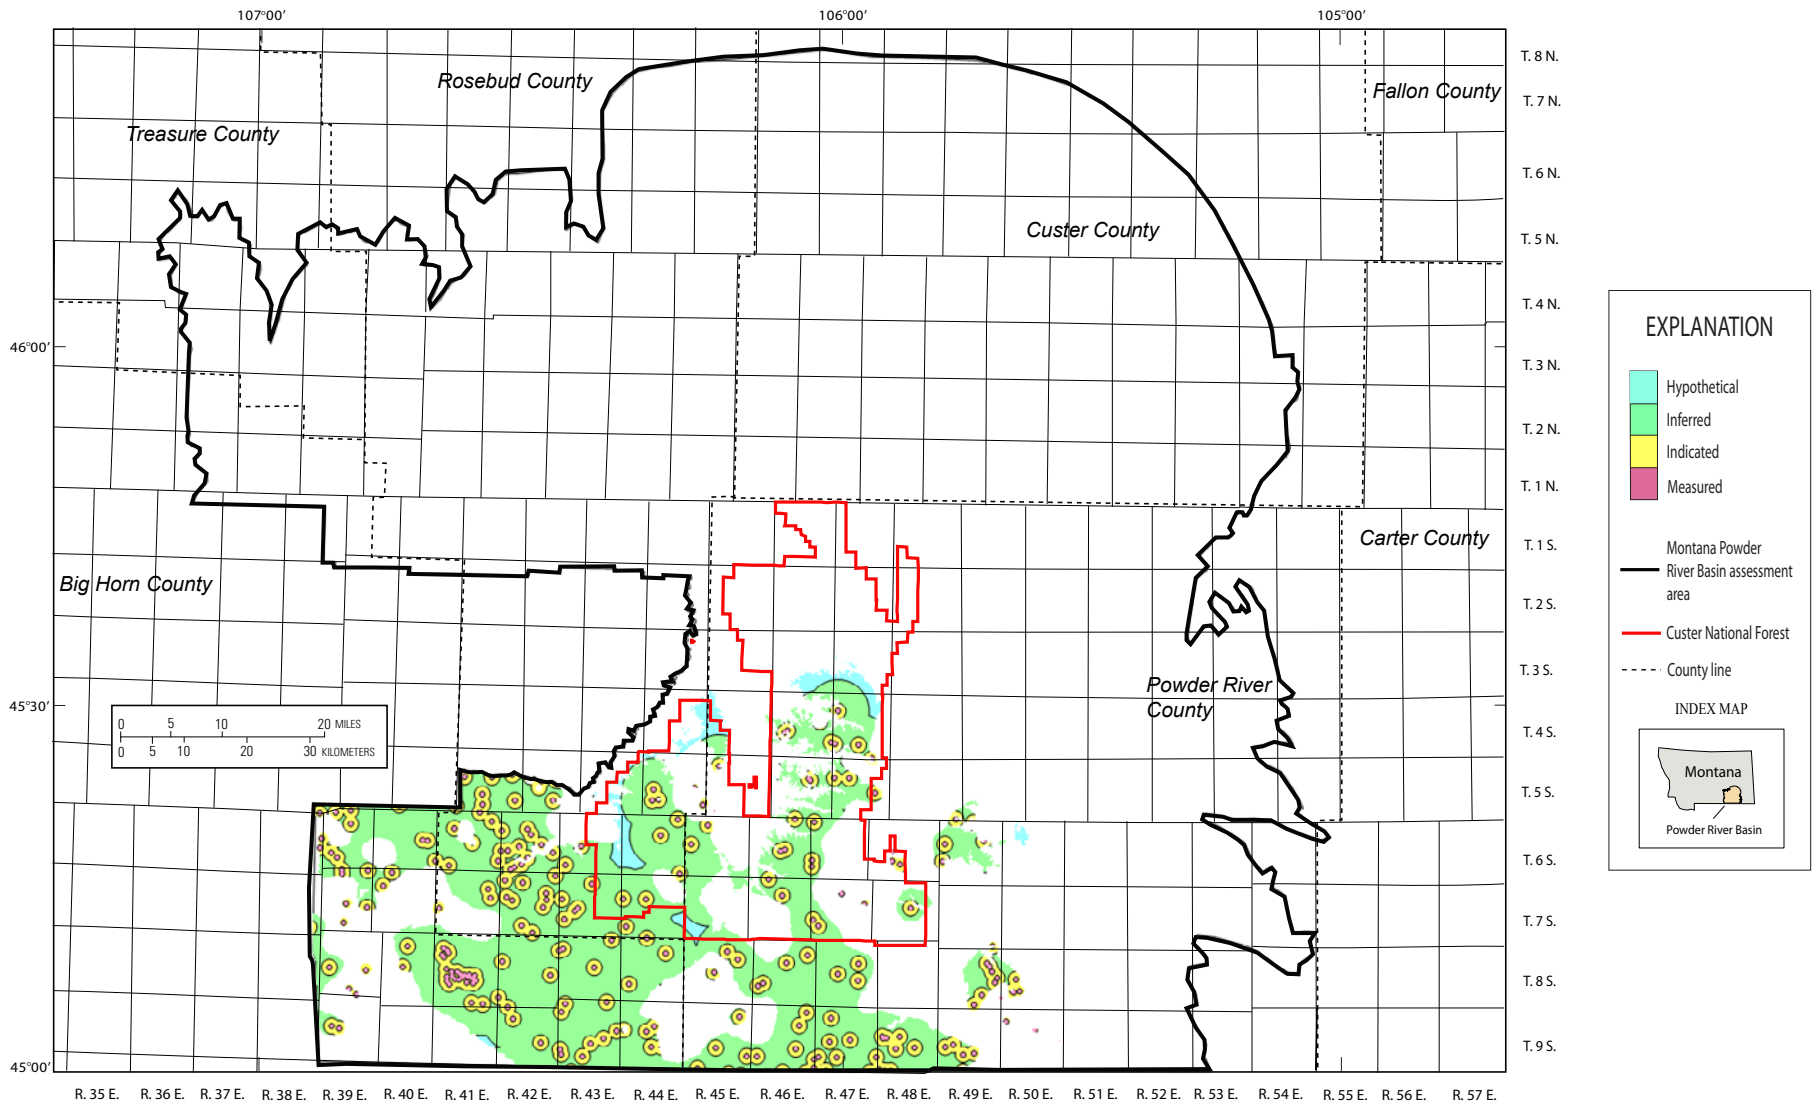 107°00'
106°00'
105°00'
Rosebud County
Treasure County
Fallon County
Custer County
Big Horn County
Carter County
Powder River
County
46°00'
45°30'
45°00'
T. 8 N.
T. 7 N.
T. 6 N.
T. 5 N.
T. 4 N.
T. 3 N.
T. 2 N.
T. 1 N.
T. 1 S.
T. 2 S.
T. 3 S.
T. 4 S.
T. 5 S.
T. 6 S.
T. 7 S.
T. 8 S.
T. 9 S.
0 5 10 20 MILES
0 5 10 20 30 KILOMETERS
R. 35 E. R. 36 E. R. 37 E. R. 38 E. R. 39 E. R. 40 E. R. 41 E. R. 42 E. R. 43 E. R. 44 E. R. 45 E. R. 46 E. R. 47 E. R. 48 E. R. 49 E. R. 50 E. R. 51 E. R. 52 E. R. 53 E. R. 54 E. R. 55 E. R. 56 E. R. 57 E.
EXPLANATION
Hypothetical
Inferred
Indicated
Measured
Montana Powder
River Basin assessment
area
Custer National Forest
County line
INDEX MAP
Montana
Powder River Basin